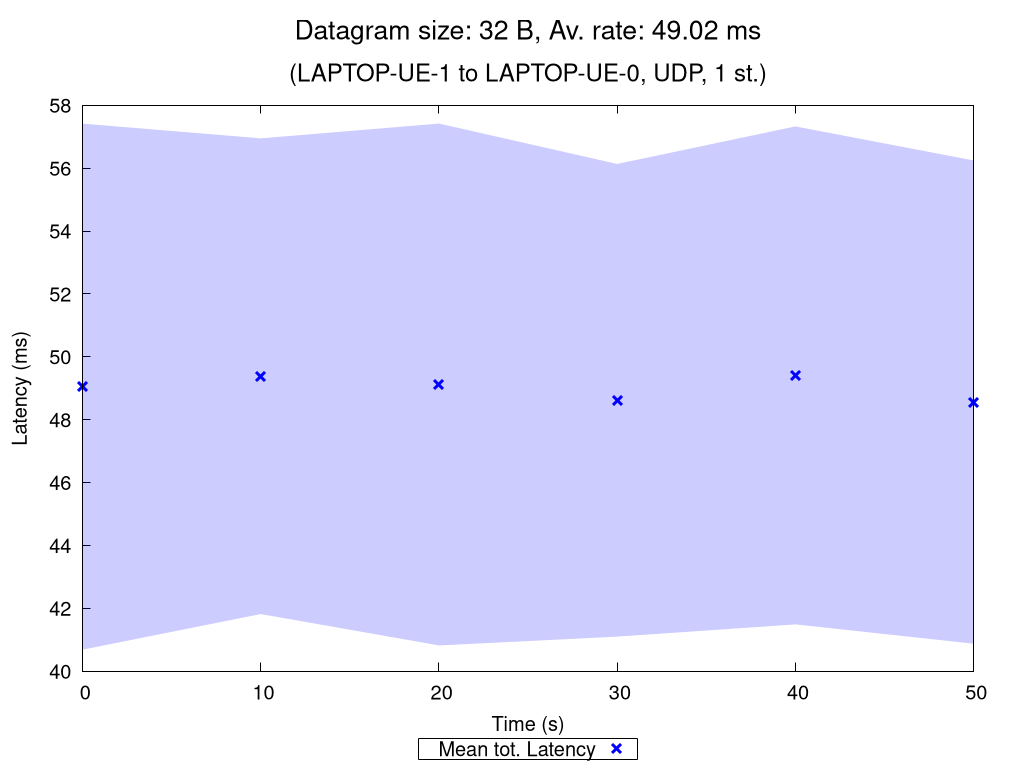 Datagram size: 32 B, Av. rate: 49.02 ms
(LAPTOP-UE-1 to LAPTOP-UE-0, UDP, 1 st.)
58
56
54
52
50
48
46
44
42
40
Latency (ms)
0 10 20 30 40 50
Time (s)
Mean tot. Latency